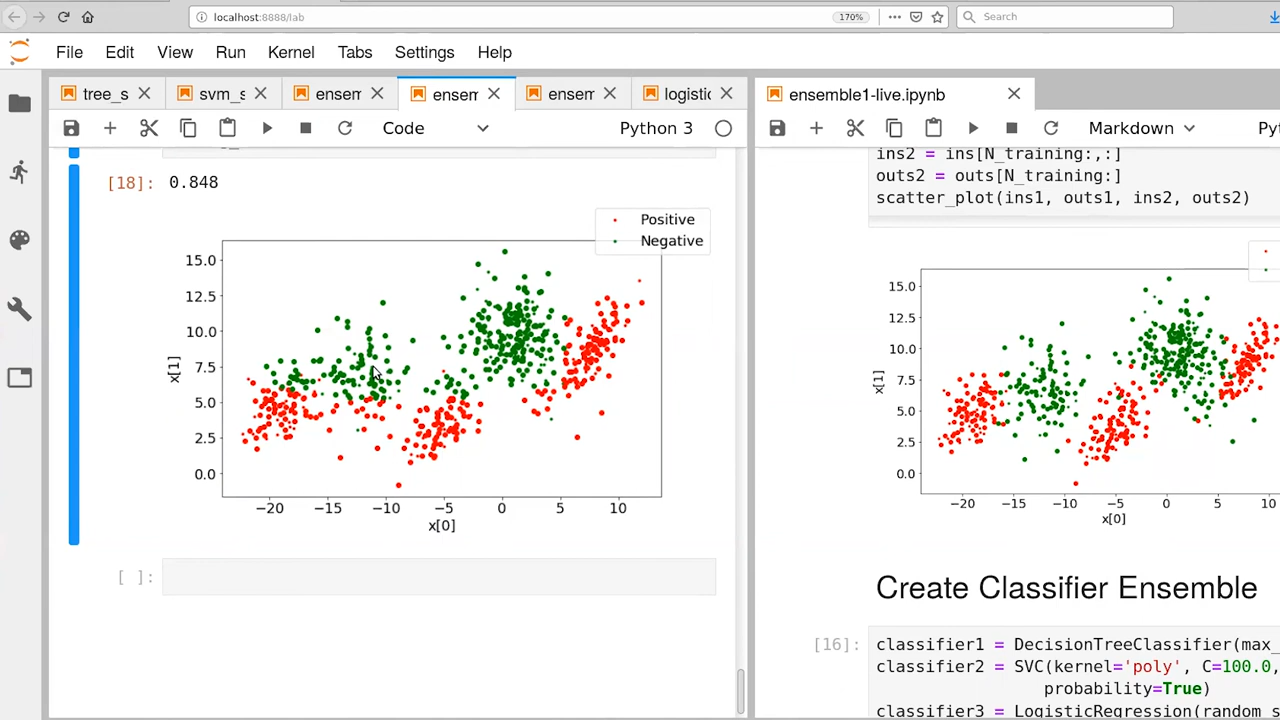 localhost:8888/lab
170%
Search
File Edit View Run Kernel Tabs Settings Help
tree_s
svm_s
ensem
ensem
ensem
logistic
ensemble1-live.ipynb
Code
Python 3
Markdown
[18]: 0.848
Positive
Negative
15.0
12.5
10.0
7.5
5.0
2.5
0.0
x[1]
−20 −15 −10 −5 0 5 10
x[0]
[ ]:
ins2 = ins[N_training:,:]
outs2 = outs[N_training:]
scatter_plot(ins1, outs1, ins2, outs2)
15.0
12.5
10.0
7.5
5.0
2.5
0.0
x[1]
−20 −15 −10 −5 0 5 10
x[0]
Create Classifier Ensemble
[16]:
classifier1 = DecisionTreeClassifier(max_
classifier2 = SVC(kernel='poly', C=100.0,
probability=True)
classifier3 = LogisticRegression(random_s